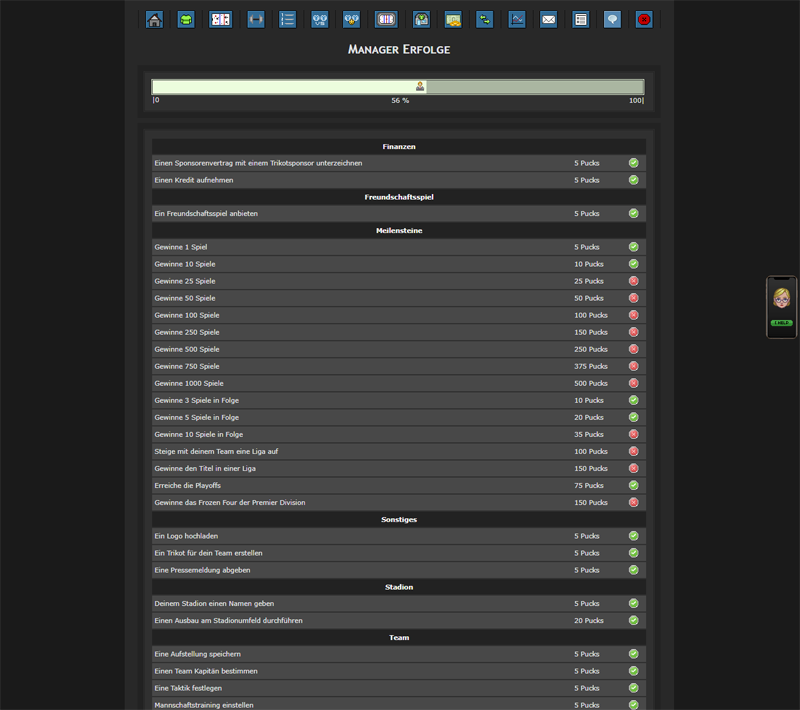 Manager Erfolge
|0 56 % 100|
Finanzen
Einen Sponsorenvertrag mit einem Trikotsponsor unterzeichnen 5 Pucks
Einen Kredit aufnehmen 5 Pucks
Freundschaftsspiel
Ein Freundschaftsspiel anbieten 5 Pucks
Meilensteine
Gewinne 1 Spiel 5 Pucks
Gewinne 10 Spiele 10 Pucks
Gewinne 25 Spiele 25 Pucks
Gewinne 50 Spiele 50 Pucks
Gewinne 100 Spiele 100 Pucks
Gewinne 250 Spiele 150 Pucks
Gewinne 500 Spiele 250 Pucks
Gewinne 750 Spiele 375 Pucks
Gewinne 1000 Spiele 500 Pucks
Gewinne 3 Spiele in Folge 10 Pucks
Gewinne 5 Spiele in Folge 20 Pucks
Gewinne 10 Spiele in Folge 35 Pucks
Steige mit deinem Team eine Liga auf 100 Pucks
Gewinne den Titel in einer Liga 150 Pucks
Erreiche die Playoffs 75 Pucks
Gewinne das Frozen Four der Premier Division 150 Pucks
Sonstiges
Ein Logo hochladen 5 Pucks
Ein Trikot für dein Team erstellen 5 Pucks
Eine Pressemeldung abgeben 5 Pucks
Stadion
Deinem Stadion einen Namen geben 5 Pucks
Einen Ausbau am Stadionumfeld durchführen 20 Pucks
Team
Eine Aufstellung speichern 5 Pucks
Einen Team Kapitän bestimmen 5 Pucks
Eine Taktik festlegen 5 Pucks
Mannschaftstraining einstellen 5 Pucks